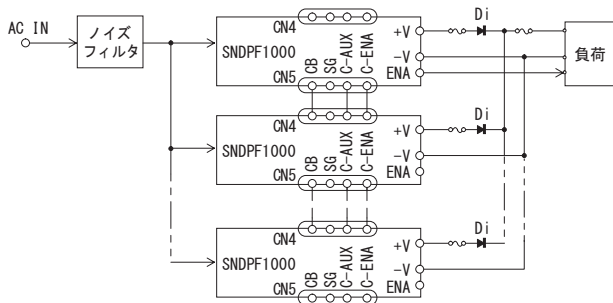 AC IN
ノイズ
フィルタ
CN4
SNDPF1000
CN5
CB
SG
C-AUX
C-ENA
+V
-V
ENA
Di
負荷
CN4
SNDPF1000
CN5
CB
SG
C-AUX
C-ENA
+V
-V
ENA
Di
CN4
SNDPF1000
CN5
CB
SG
C-AUX
C-ENA
+V
-V
ENA
Di